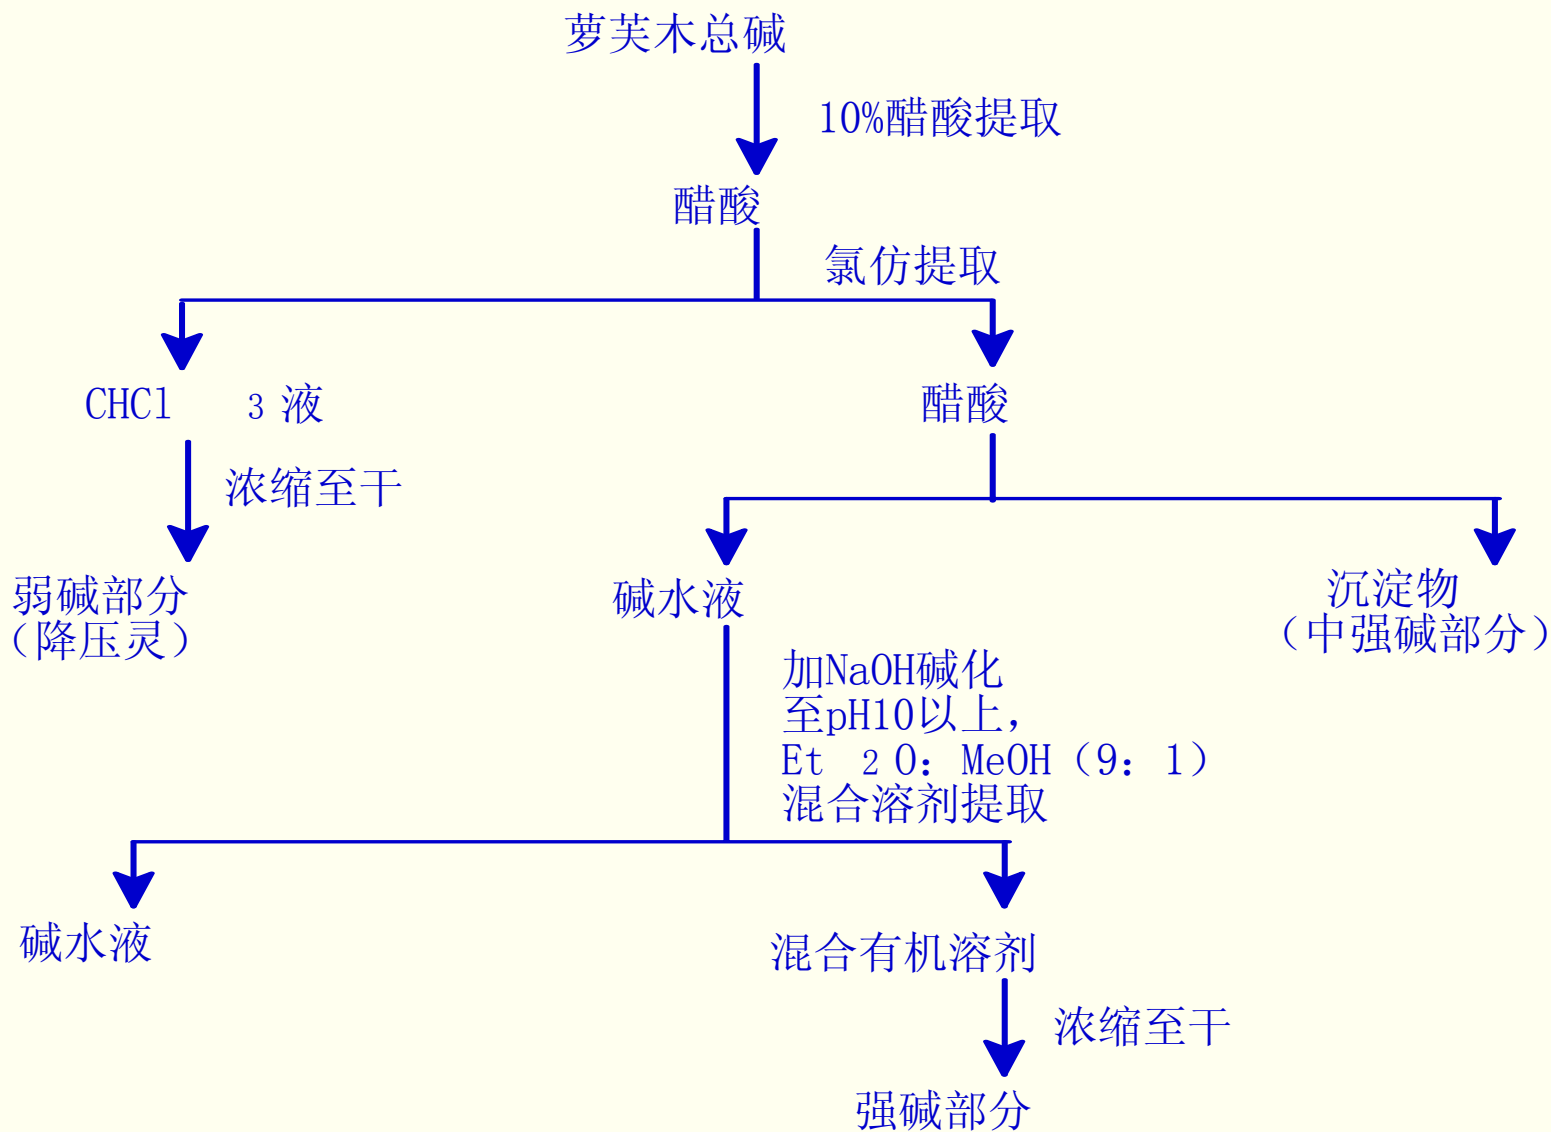 萝芙木总碱
10%醋酸提取
醋酸
氯仿提取
CHCl 3 液
醋酸
浓缩至干
弱碱部分
（降压灵）
碱水液
沉淀物
（中强碱部分）
加NaOH碱化
至pH10以上，
Et 2 O：MeOH（9：1）
混合溶剂提取
碱水液
混合有机溶剂
浓缩至干
强碱部分